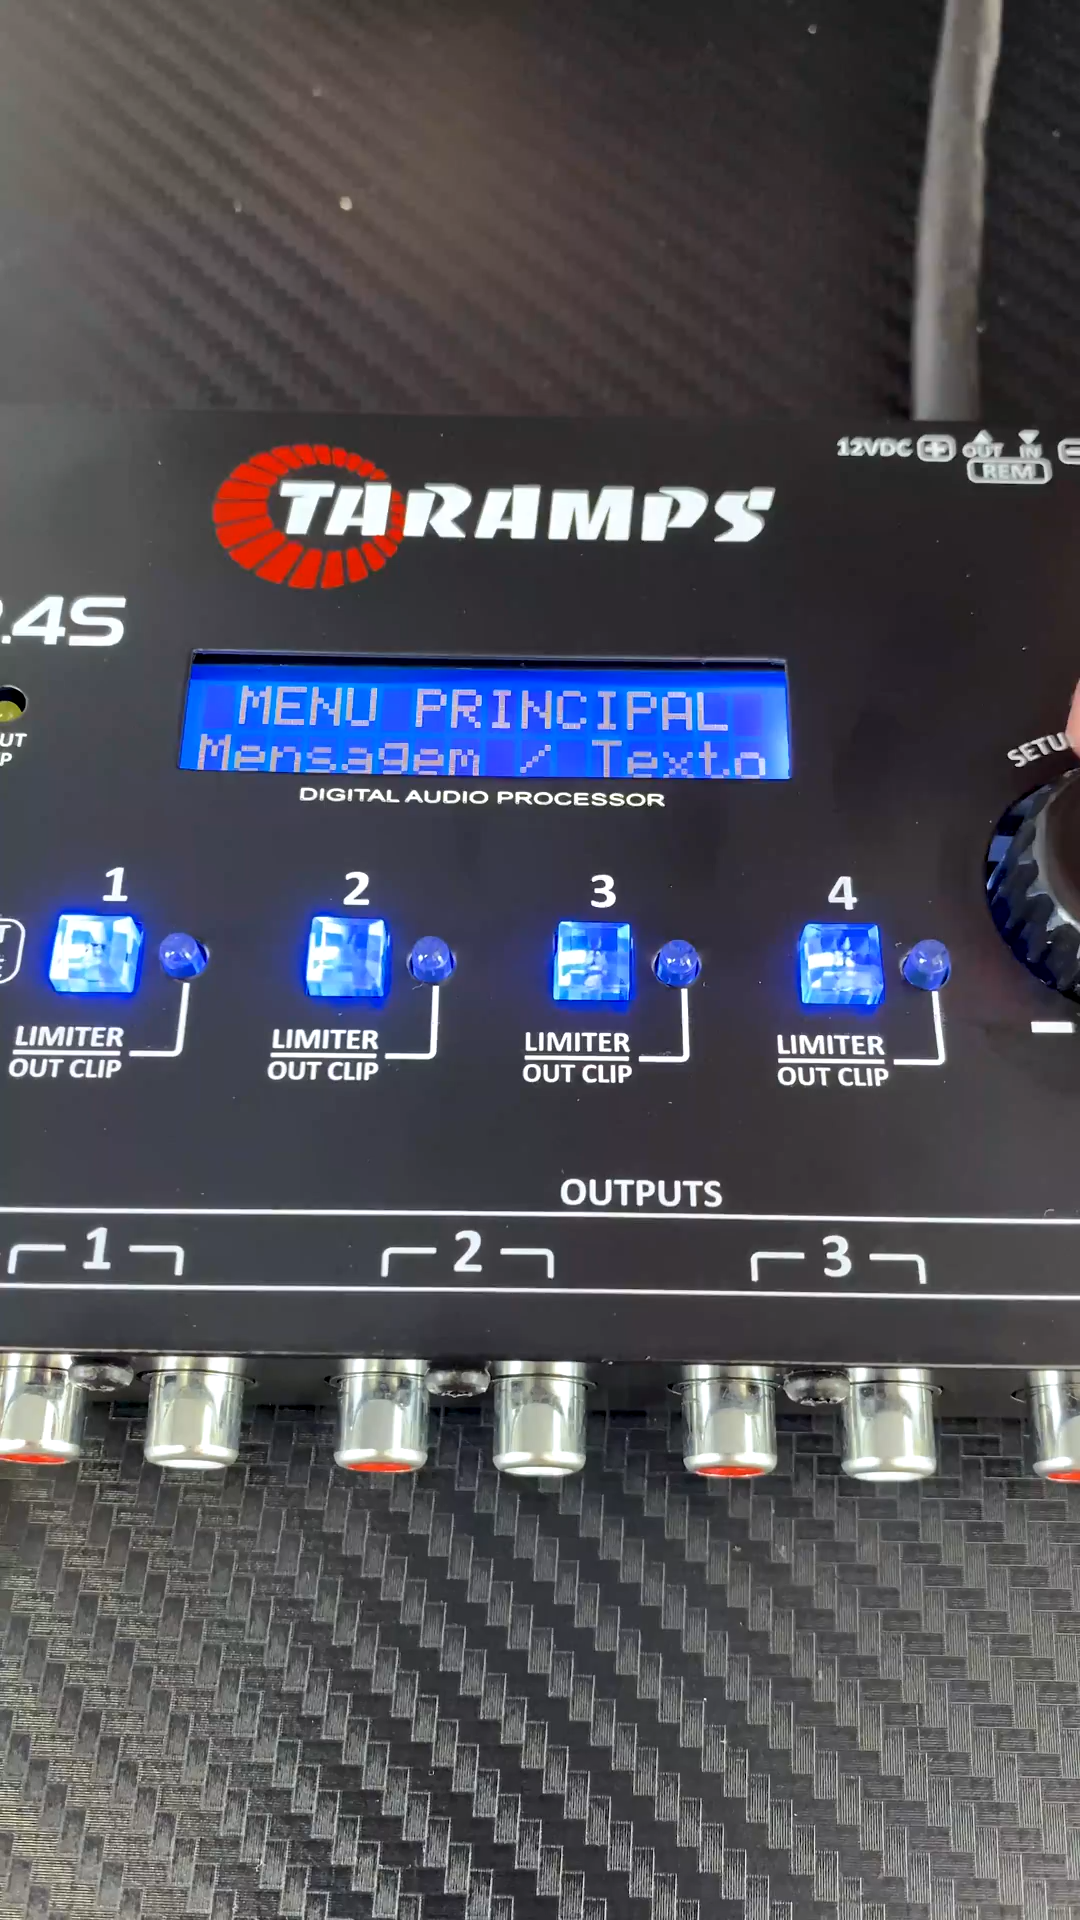 12VDC + OUT IN
REM
TARAMPS
.4S
MENU PRINCIPAL
Mensagem / Texto
DIGITAL AUDIO PROCESSOR
1 2 3 4
LIMITER LIMITER LIMITER LIMITER
OUT CLIP OUT CLIP OUT CLIP OUT CLIP
OUTPUTS
1 2 3